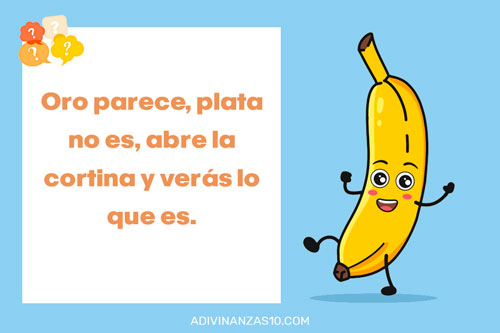 ?
?
?
?
Oro parece, plata
no es, abre la
cortina y verás lo
que es.
ADIVINANZAS10.COM